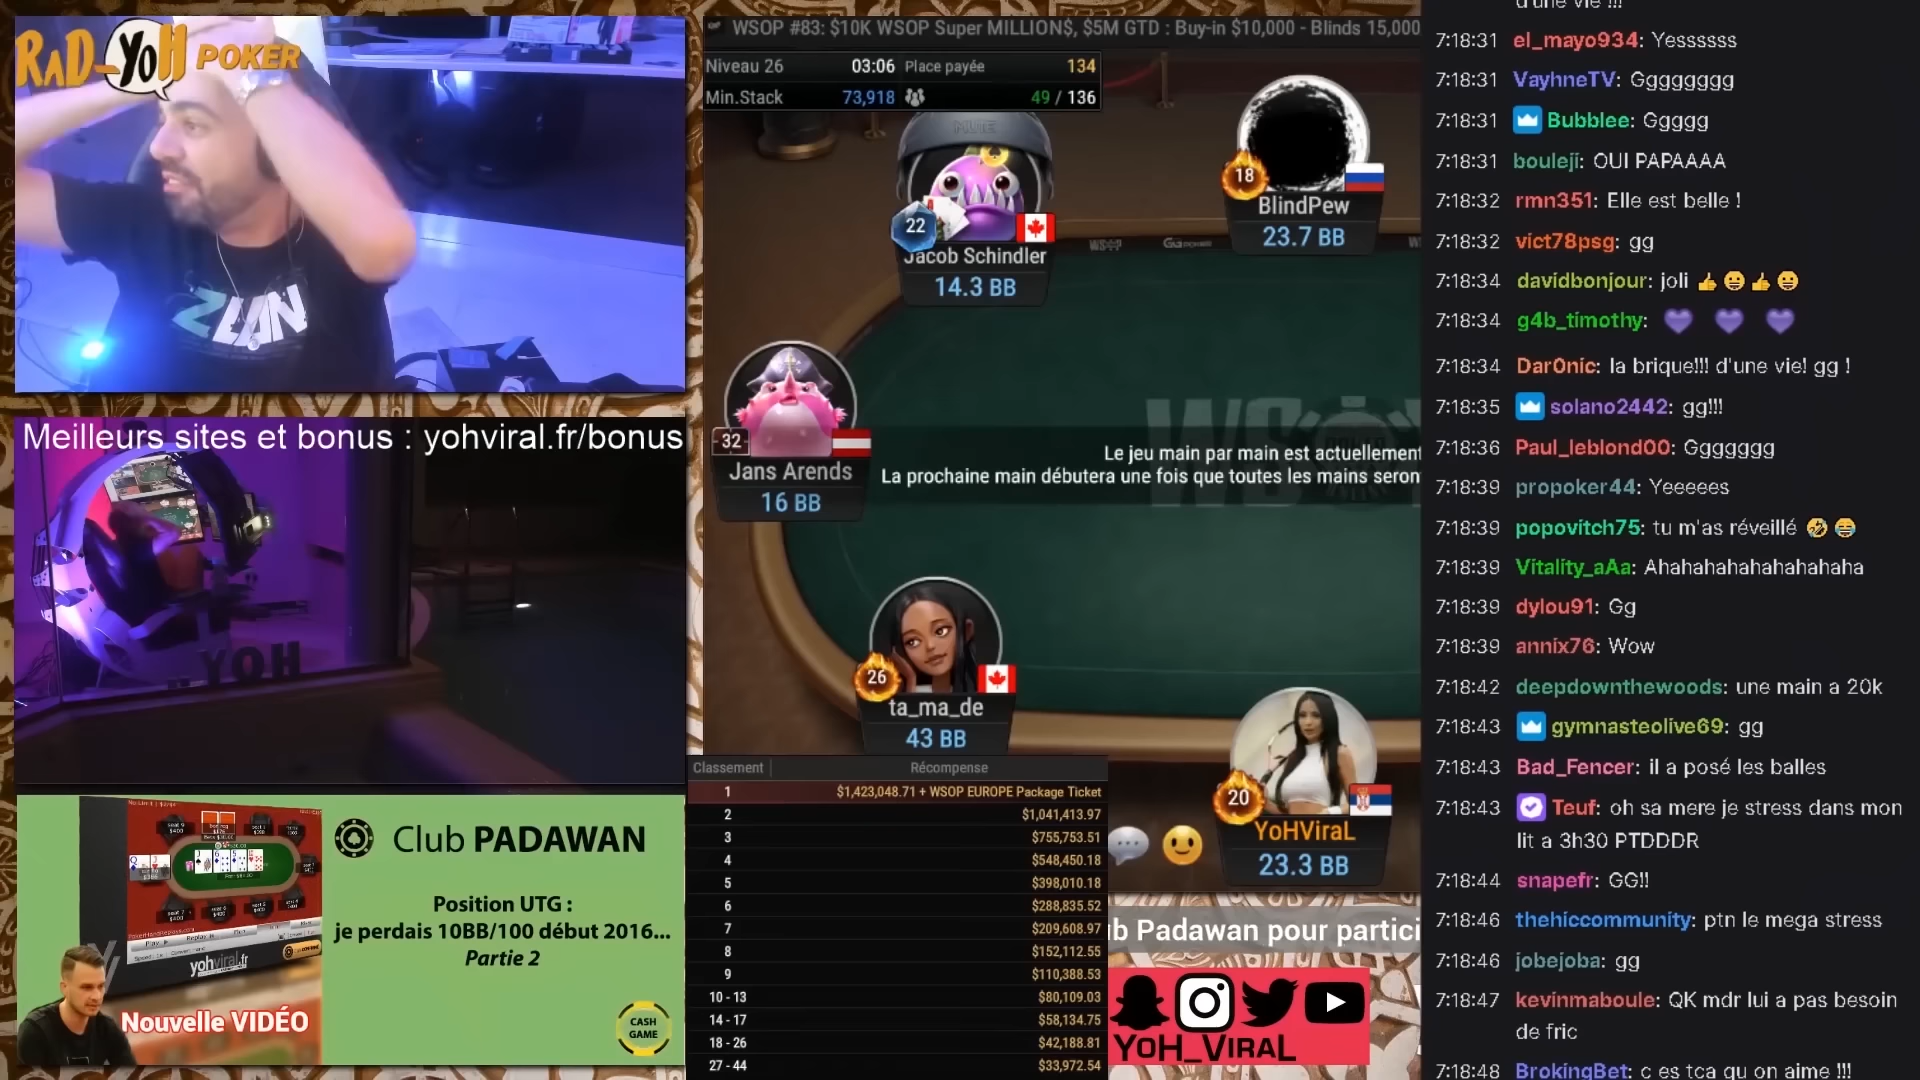 RAD-YoH POKER
ZLAN
Meilleurs sites et bonus : yohviral.fr/bonus
YOH
Club PADAWAN
Position UTG :
je perdais 10BB/100 début 2016...
Partie 2
yohviral.fr
Nouvelle VIDÉO
CASH
GAME
WSOP #83: $10K WSOP Super MILLION$, $5M GTD : Buy-in $10,000 - Blinds 15,000
Niveau 26 03:06 Place payée 134
Min.Stack 73,918 49 / 136
MUTE
22
Jacob Schindler
14.3 BB
18
BlindPew
23.7 BB
32
Jans Arends
16 BB
Le jeu main par main est actuellement
La prochaine main débutera une fois que toutes les mains seron
26
ta_ma_de
43 BB
20
YoHViraL
23.3 BB
Classement Récompense
1 $1,423,048.71 + WSOP EUROPE Package Ticket
2 $1,041,413.97
3 $755,753.51
4 $548,450.18
5 $398,010.18
6 $288,835.52
7 $209,608.97
8 $152,112.55
9 $110,388.53
10 - 13 $80,109.03
14 - 17 $58,134.75
18 - 26 $42,188.81
27 - 44 $33,972.54
b Padawan pour partici
YoH_ViraL
d'une vie !!!
7:18:31 el_mayo934: Yessssss
7:18:31 VayhneTV: Gggggggg
7:18:31 Bubblee: Ggggg
7:18:31 bouleji: OUI PAPAAAA
7:18:32 rmn351: Elle est belle !
7:18:32 vict78psg: gg
7:18:34 davidbonjour: joli 👍😀👍😀
7:18:34 g4b_timothy: 💜 💜 💜
7:18:34 Dar0nic: la brique!!! d'une vie! gg !
7:18:35 solano2442: gg!!!
7:18:36 Paul_leblond00: Ggggggg
7:18:39 propoker44: Yeeeees
7:18:39 popovitch75: tu m'as réveillé 🤣😂
7:18:39 Vitality_aAa: Ahahahahahahahaha
7:18:39 dylou91: Gg
7:18:39 annix76: Wow
7:18:42 deepdownthewoods: une main a 20k
7:18:43 gymnasteolive69: gg
7:18:43 Bad_Fencer: il a posé les balles
7:18:43 Teuf: oh sa mere je stress dans mon
lit a 3h30 PTDDDR
7:18:44 snapefr: GG!!
7:18:46 thehiccommunity: ptn le mega stress
7:18:46 jobejoba: gg
7:18:47 kevinmaboule: QK mdr lui a pas besoin
de fric
7:18:48 BrokingBet: c es tca qu on aime !!!